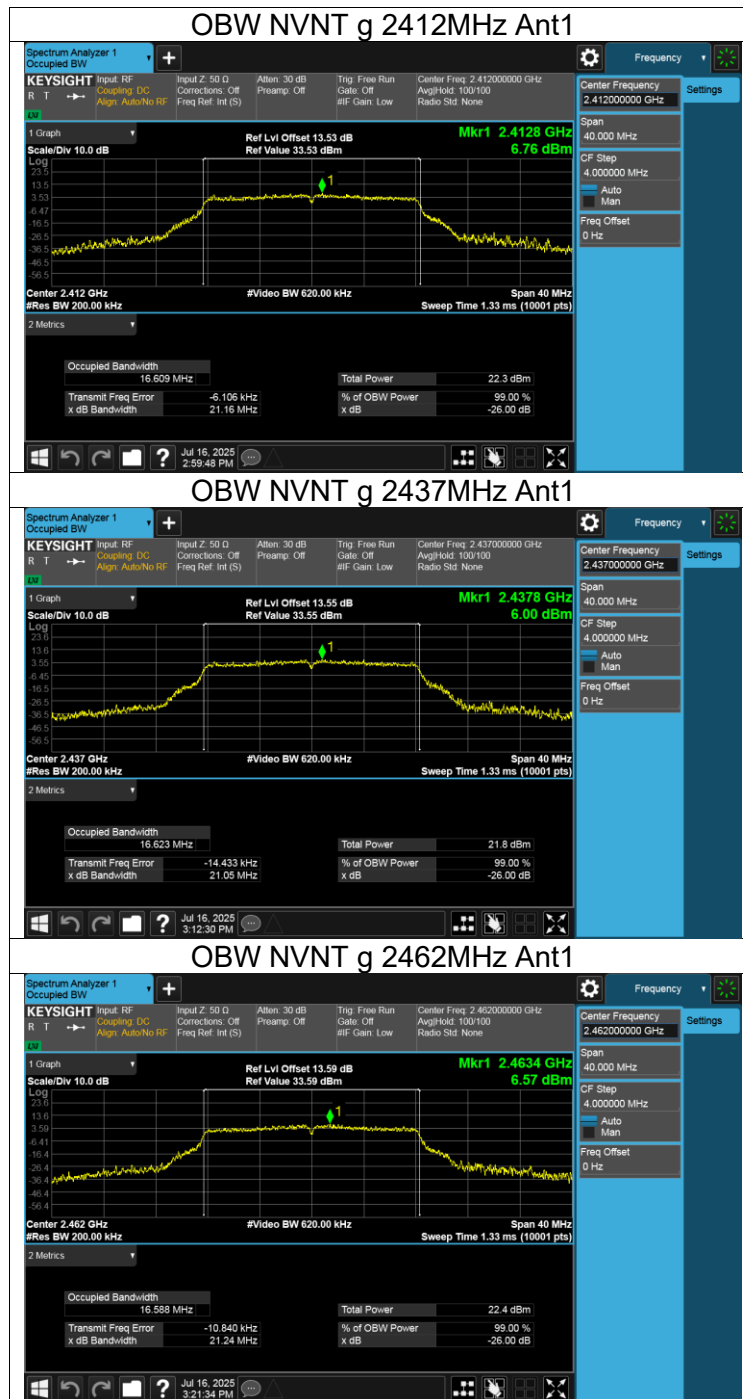 OBW NVNT g 2412MHz Ant1
Spectrum Analyzer 1
Occupied BW
Frequency
KEYSIGHT Input: RF Input Z: 50 Ω Atten: 30 dB Trig: Free Run Center Freq: 2.412000000 GHz
R T Coupling: DC Corrections: Off Preamp: Off Gate: Off Avg|Hold: 100/100
Align: Auto/No RF Freq Ref: Int (S) #IF Gain: Low Radio Std: None
LXI
Center Frequency
2.412000000 GHz
Settings
Span
40.000 MHz
CF Step
4.000000 MHz
Auto
Man
Freq Offset
0 Hz
1 Graph Ref Lvl Offset 13.53 dB Mkr1 2.4128 GHz
Scale/Div 10.0 dB Ref Value 33.53 dBm 6.76 dBm
Log
23.5
13.5
3.53
-6.47
-16.5
-26.5
-36.5
-46.5
-56.5
1
Center 2.412 GHz #Video BW 620.00 kHz Span 40 MHz
#Res BW 200.00 kHz Sweep Time 1.33 ms (10001 pts)
2 Metrics
Occupied Bandwidth
16.609 MHz Total Power 22.3 dBm
Transmit Freq Error -6.106 kHz % of OBW Power 99.00 %
x dB Bandwidth 21.16 MHz x dB -26.00 dB
Jul 16, 2025
2:59:48 PM
OBW NVNT g 2437MHz Ant1
Spectrum Analyzer 1
Occupied BW
Frequency
KEYSIGHT Input: RF Input Z: 50 Ω Atten: 30 dB Trig: Free Run Center Freq: 2.437000000 GHz
R T Coupling: DC Corrections: Off Preamp: Off Gate: Off Avg|Hold: 100/100
Align: Auto/No RF Freq Ref: Int (S) #IF Gain: Low Radio Std: None
LXI
Center Frequency
2.437000000 GHz
Settings
Span
40.000 MHz
CF Step
4.000000 MHz
Auto
Man
Freq Offset
0 Hz
1 Graph Ref Lvl Offset 13.55 dB Mkr1 2.4378 GHz
Scale/Div 10.0 dB Ref Value 33.55 dBm 6.00 dBm
Log
23.6
13.6
3.55
-6.45
-16.5
-26.5
-36.5
-46.5
-56.5
1
Center 2.437 GHz #Video BW 620.00 kHz Span 40 MHz
#Res BW 200.00 kHz Sweep Time 1.33 ms (10001 pts)
2 Metrics
Occupied Bandwidth
16.623 MHz Total Power 21.8 dBm
Transmit Freq Error -14.433 kHz % of OBW Power 99.00 %
x dB Bandwidth 21.05 MHz x dB -26.00 dB
Jul 16, 2025
3:12:30 PM
OBW NVNT g 2462MHz Ant1
Spectrum Analyzer 1
Occupied BW
Frequency
KEYSIGHT Input: RF Input Z: 50 Ω Atten: 30 dB Trig: Free Run Center Freq: 2.462000000 GHz
R T Coupling: DC Corrections: Off Preamp: Off Gate: Off Avg|Hold: 100/100
Align: Auto/No RF Freq Ref: Int (S) #IF Gain: Low Radio Std: None
LXI
Center Frequency
2.462000000 GHz
Settings
Span
40.000 MHz
CF Step
4.000000 MHz
Auto
Man
Freq Offset
0 Hz
1 Graph Ref Lvl Offset 13.59 dB Mkr1 2.4634 GHz
Scale/Div 10.0 dB Ref Value 33.59 dBm 6.57 dBm
Log
23.6
13.6
3.59
-6.41
-16.4
-26.4
-36.4
-46.4
-56.4
1
Center 2.462 GHz #Video BW 620.00 kHz Span 40 MHz
#Res BW 200.00 kHz Sweep Time 1.33 ms (10001 pts)
2 Metrics
Occupied Bandwidth
16.588 MHz Total Power 22.4 dBm
Transmit Freq Error -10.840 kHz % of OBW Power 99.00 %
x dB Bandwidth 21.24 MHz x dB -26.00 dB
Jul 16, 2025
3:21:34 PM